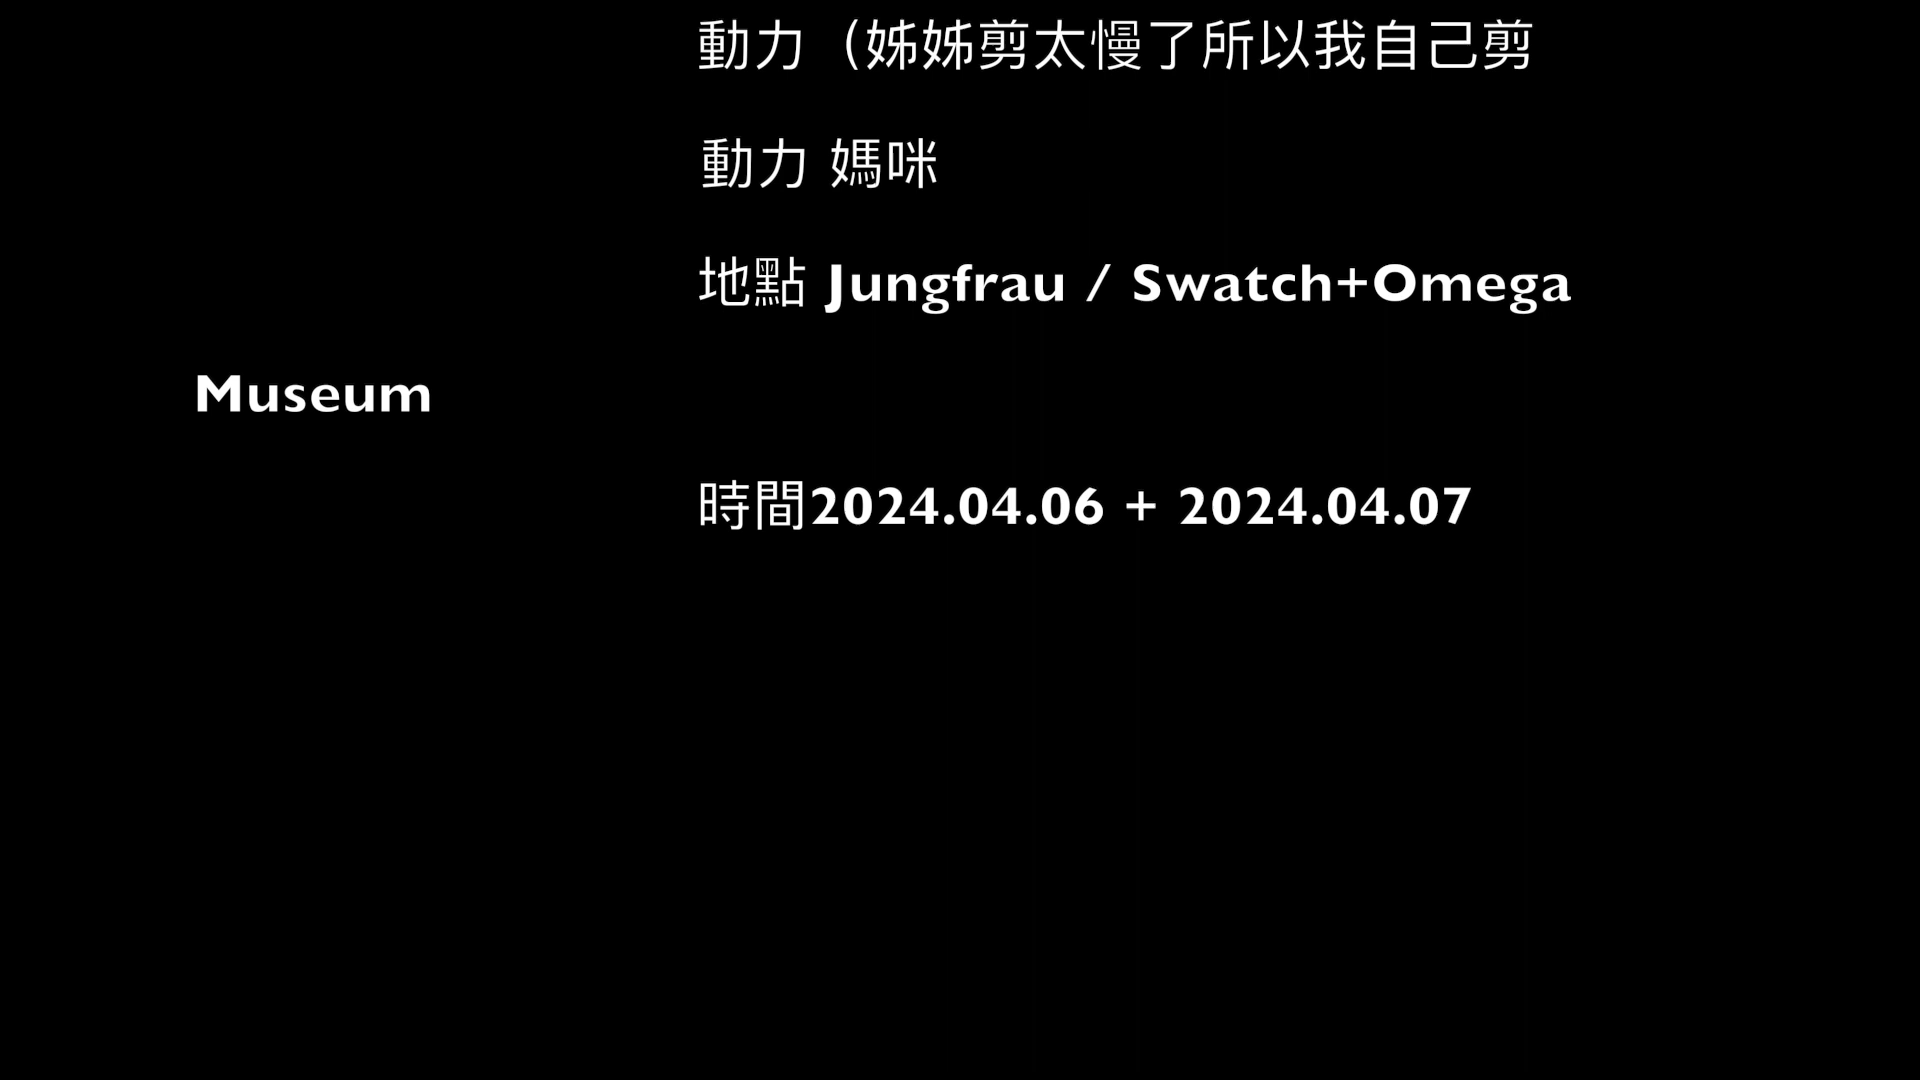 動力（姊姊剪太慢了所以我自己剪
動力 媽咪
地點 Jungfrau / Swatch+Omega
Museum
時間2024.04.06 + 2024.04.07